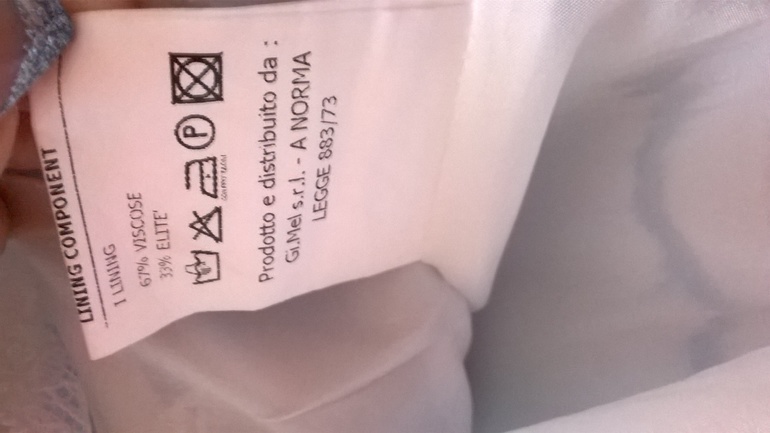 LINING COMPONENT
1 LINING
67% VISCOSE
33% ELITE'
P
Prodotto e distribuito da :
Gi.Mel s.r.l. - A NORMA
LEGGE 883/73